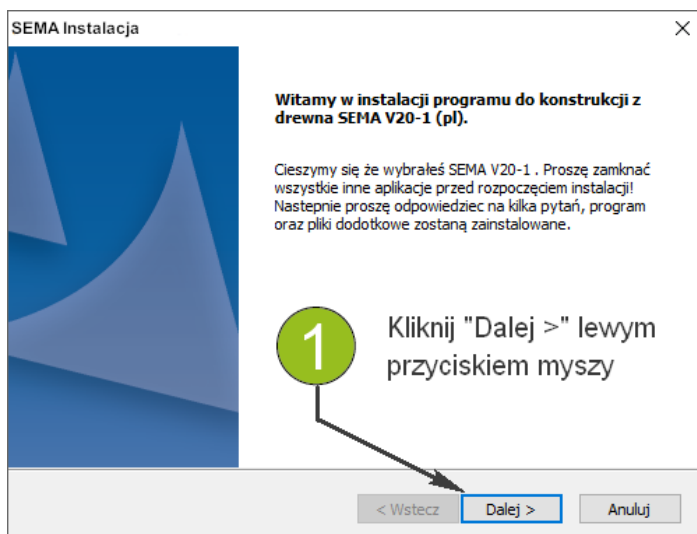 SEMA Instalacja
Witamy w instalacji programu do konstrukcji z
drewna SEMA V20-1 (pl).
Cieszymy się że wybrałeś SEMA V20-1 . Proszę zamknać
wszystkie inne aplikacje przed rozpoczęciem instalacji!
Nastepnie proszę odpowiedziec na kilka pytań, program
oraz pliki dodotkowe zostaną zainstalowane.
1
Kliknij "Dalej >" lewym
przyciskiem myszy
< Wstecz
Dalej >
Anuluj